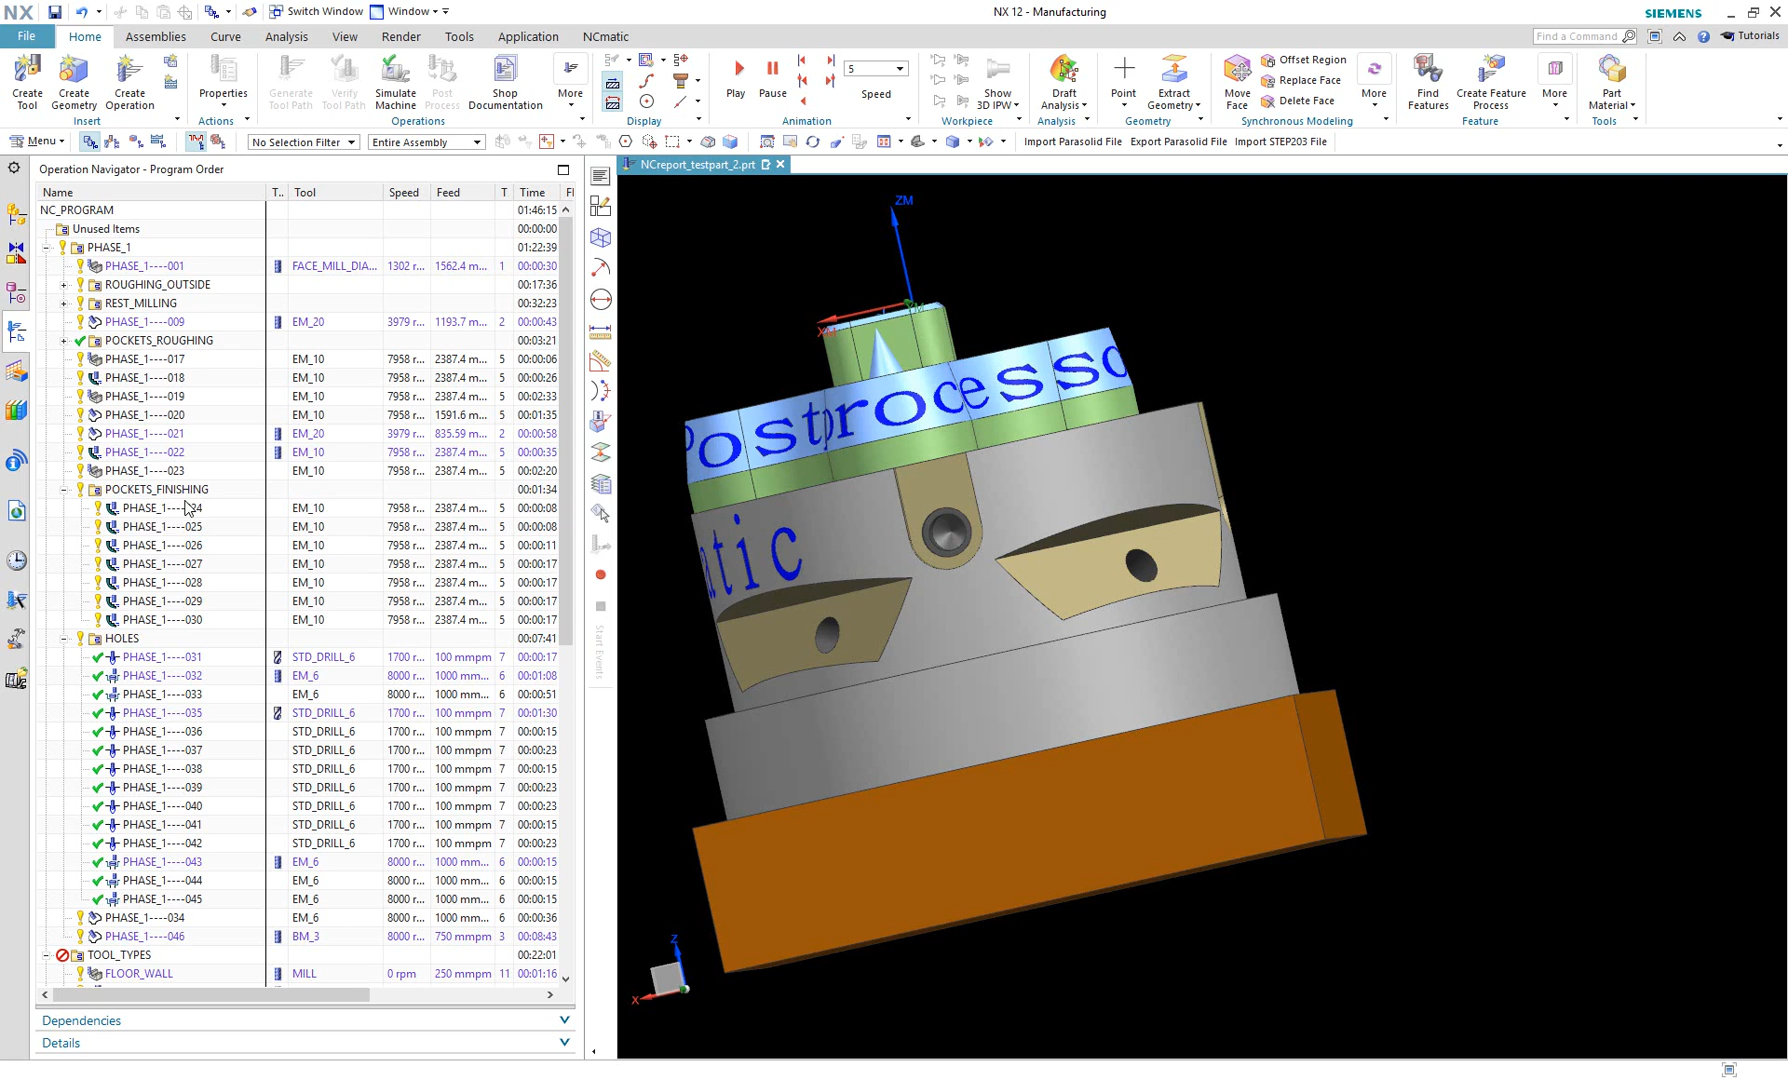 NX Switch Window Window NX 12 - Manufacturing SIEMENS
File Home Assemblies Curve Analysis View Render Tools Application NCmatic Find a Command Tutorials
Create Tool Create Geometry Create Operation Properties Generate Tool Path Verify Tool Path Simulate Machine Post Process Shop Documentation More Play Pause 5 Speed Show 3D IPW Draft Analysis Point Extract Geometry Move Face Offset Region Replace Face Delete Face More Find Features Create Feature Process More Part Material
Insert Actions Operations Display Animation Workpiece Analysis Geometry Synchronous Modeling Feature Tools
Menu No Selection Filter Entire Assembly Import Parasolid File Export Parasolid File Import STEP203 File
Operation Navigator - Program Order
NCreport_testpart_2.prt
Name T.. Tool Speed Feed T Time Fl
NC_PROGRAM 01:46:15
Unused Items 00:00:00
PHASE_1 01:22:39
PHASE_1----001 FACE_MILL_DIA... 1302 r... 1562.4 m... 1 00:00:30
ROUGHING_OUTSIDE 00:17:36
REST_MILLING 00:32:23
PHASE_1----009 EM_20 3979 r... 1193.7 m... 2 00:00:43
POCKETS_ROUGHING 00:03:21
PHASE_1----017 EM_10 7958 r... 2387.4 m... 5 00:00:06
PHASE_1----018 EM_10 7958 r... 2387.4 m... 5 00:00:26
PHASE_1----019 EM_10 7958 r... 2387.4 m... 5 00:02:33
PHASE_1----020 EM_10 7958 r... 1591.6 m... 5 00:01:35
PHASE_1----021 EM_20 3979 r... 835.59 m... 2 00:00:58
PHASE_1----022 EM_10 7958 r... 2387.4 m... 5 00:00:35
PHASE_1----023 EM_10 7958 r... 2387.4 m... 5 00:02:20
POCKETS_FINISHING 00:01:34
PHASE_1----024 EM_10 7958 r... 2387.4 m... 5 00:00:08
PHASE_1----025 EM_10 7958 r... 2387.4 m... 5 00:00:08
PHASE_1----026 EM_10 7958 r... 2387.4 m... 5 00:00:11
PHASE_1----027 EM_10 7958 r... 2387.4 m... 5 00:00:17
PHASE_1----028 EM_10 7958 r... 2387.4 m... 5 00:00:17
PHASE_1----029 EM_10 7958 r... 2387.4 m... 5 00:00:17
PHASE_1----030 EM_10 7958 r... 2387.4 m... 5 00:00:17
HOLES 00:07:41
PHASE_1----031 STD_DRILL_6 1700 r... 100 mmpm 7 00:00:17
PHASE_1----032 EM_6 8000 r... 1000 mm... 6 00:01:08
PHASE_1----033 EM_6 8000 r... 1000 mm... 6 00:00:51
PHASE_1----035 STD_DRILL_6 1700 r... 100 mmpm 7 00:01:30
PHASE_1----036 STD_DRILL_6 1700 r... 100 mmpm 7 00:00:15
PHASE_1----037 STD_DRILL_6 1700 r... 100 mmpm 7 00:00:23
PHASE_1----038 STD_DRILL_6 1700 r... 100 mmpm 7 00:00:15
PHASE_1----039 STD_DRILL_6 1700 r... 100 mmpm 7 00:00:23
PHASE_1----040 STD_DRILL_6 1700 r... 100 mmpm 7 00:00:23
PHASE_1----041 STD_DRILL_6 1700 r... 100 mmpm 7 00:00:15
PHASE_1----042 STD_DRILL_6 1700 r... 100 mmpm 7 00:00:23
PHASE_1----043 EM_6 8000 r... 1000 mm... 6 00:00:15
PHASE_1----044 EM_6 8000 r... 1000 mm... 6 00:00:15
PHASE_1----045 EM_6 8000 r... 1000 mm... 6 00:00:15
PHASE_1----034 EM_6 8000 r... 1000 mm... 6 00:00:36
PHASE_1----046 BM_3 8000 r... 750 mmpm 3 00:08:43
TOOL_TYPES 00:22:01
FLOOR_WALL MILL 0 rpm 250 mmpm 11 00:01:16
Dependencies
Details
Start Events
ZM
XM YM
Postprocesso
atic
Z
X